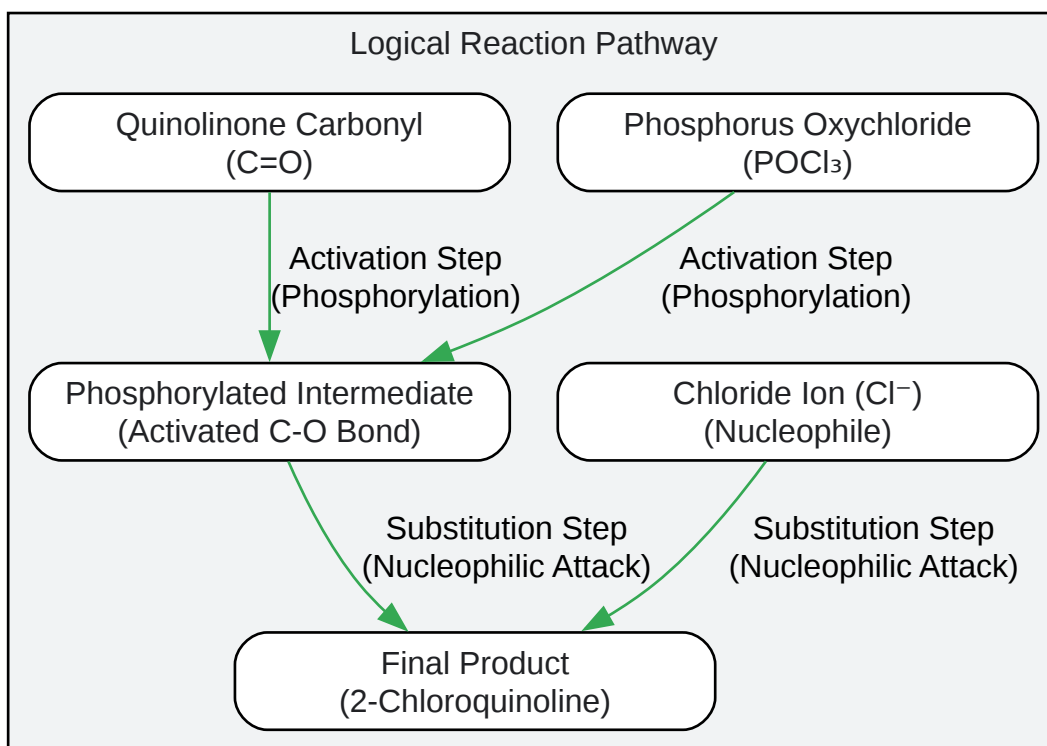 Logical Reaction Pathway
Quinolinone Carbonyl
(C=O)
Phosphorus Oxychloride
(POCl₃)
Activation Step
(Phosphorylation)
Activation Step
(Phosphorylation)
Phosphorylated Intermediate
(Activated C-O Bond)
Chloride Ion (Cl⁻)
(Nucleophile)
Substitution Step
(Nucleophilic Attack)
Substitution Step
(Nucleophilic Attack)
Final Product
(2-Chloroquinoline)